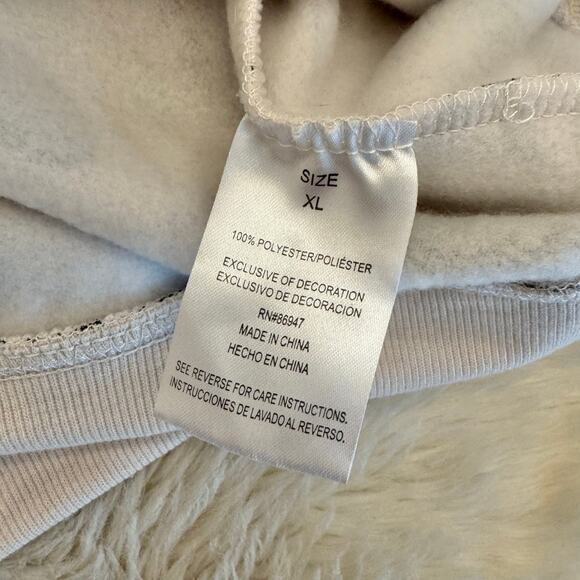 SIZE
XL
100% POLYESTER/POLIÉSTER
EXCLUSIVE OF DECORATION
EXCLUSIVO DE DECORACION
RN#86947
MADE IN CHINA
HECHO EN CHINA
SEE REVERSE FOR CARE INSTRUCTIONS.
INSTRUCCIONES DE LAVADO AL REVERSO.